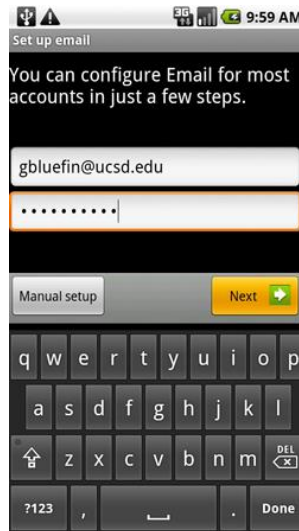 3G
9:59 AM
Set up email
You can configure Email for most
accounts in just a few steps.
gbluefin@ucsd.edu
••••••••••
Manual setup
Next
q w e r t y u i o p
a s d f g h j k l
z x c v b n m DEL
?123 , . Done